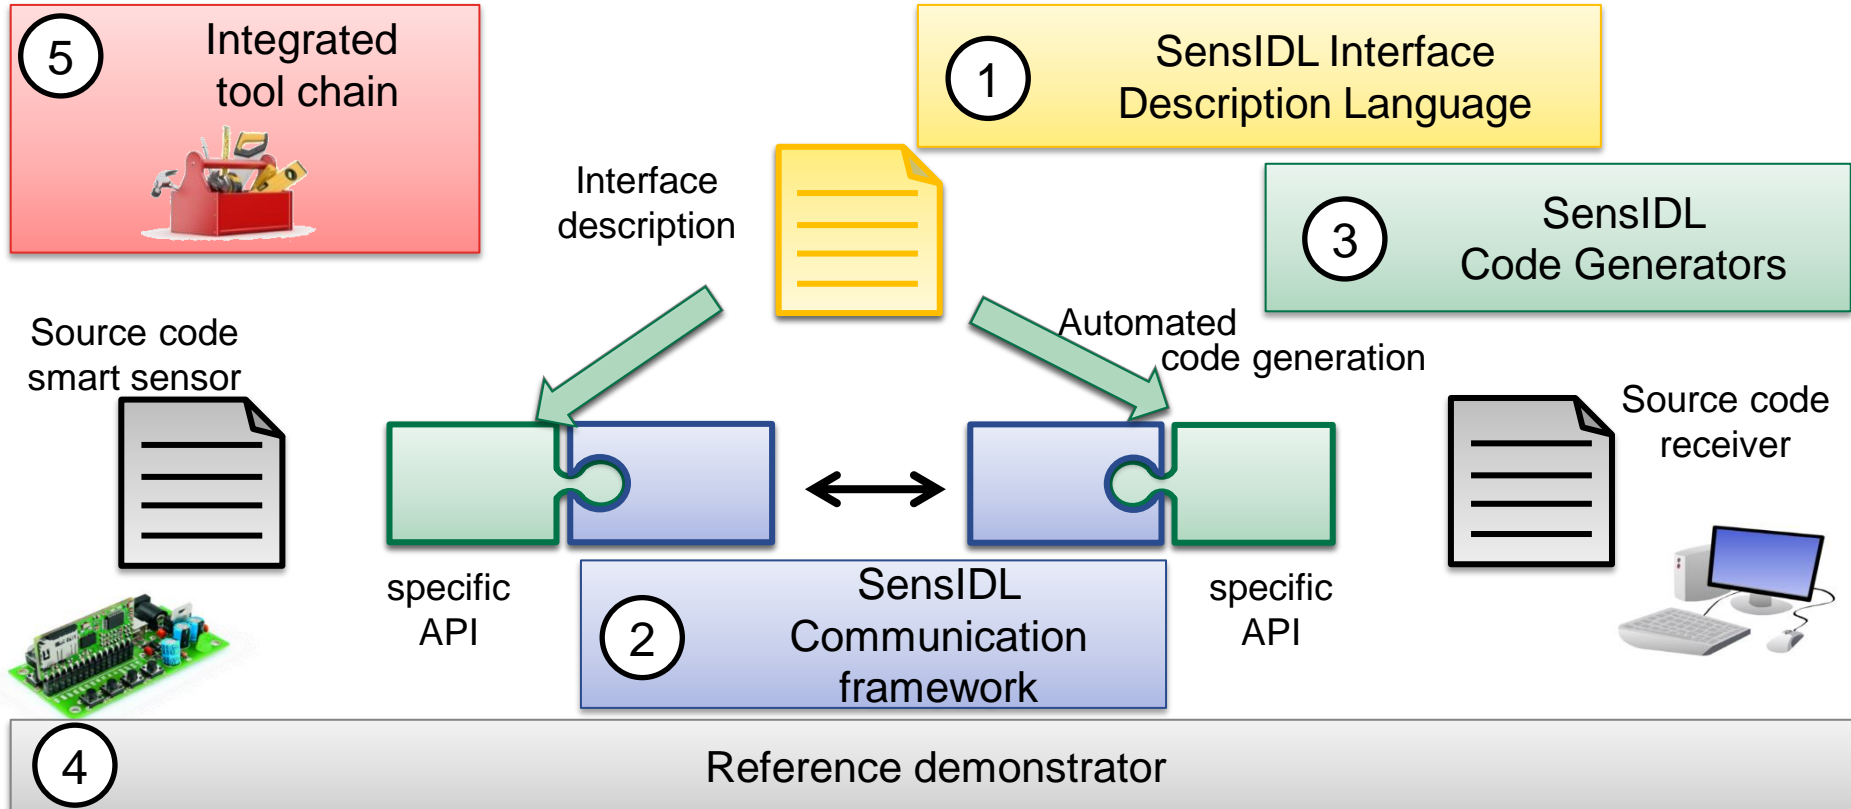 5
Integrated
tool chain
1
SensIDL Interface
Description Language
Interface
description
3
SensIDL
Code Generators
Source code
smart sensor
Automated
code generation
Source code
receiver
specific
API
2
SensIDL
Communication
framework
specific
API
4
Reference demonstrator